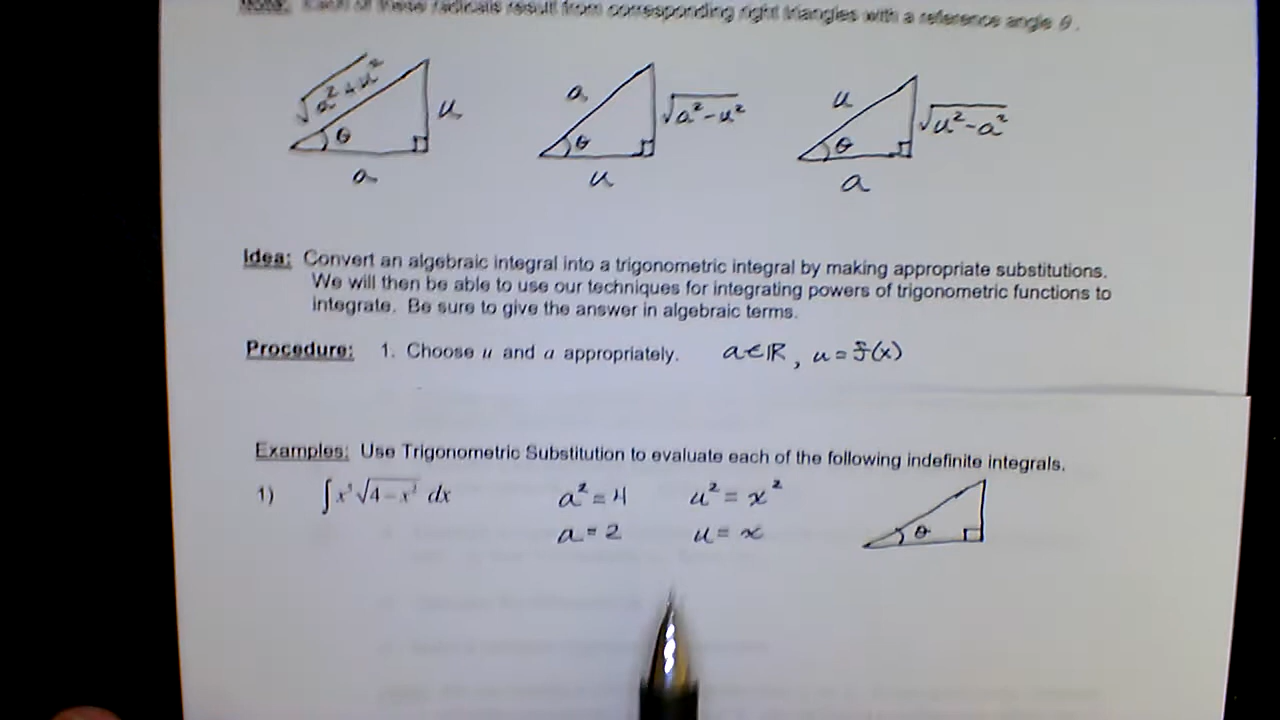 Note: Each of these radicals result from corresponding right triangles with a reference angle θ.
√a²+u² u θ a
a √a²-u² θ u
u √u²-a² θ a
Idea: Convert an algebraic integral into a trigonometric integral by making appropriate substitutions.
We will then be able to use our techniques for integrating powers of trigonometric functions to
integrate. Be sure to give the answer in algebraic terms.
Procedure: 1. Choose u and a appropriately. a∈ℝ, u=f(x)
Examples: Use Trigonometric Substitution to evaluate each of the following indefinite integrals.
1) ∫x³√4-x² dx a²=4 u²=x²
a=2 u=x θ